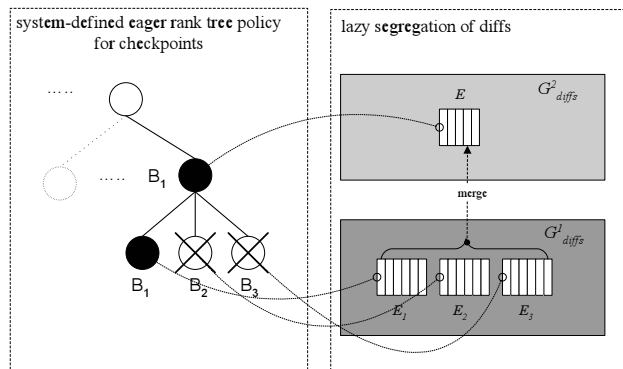 system-defined eager rank tree policy
for checkpoints
lazy segregation of diffs
.....
.....
B1
B1
B2
B3
E
G2diffs
merge
G1diffs
E1
E2
E3